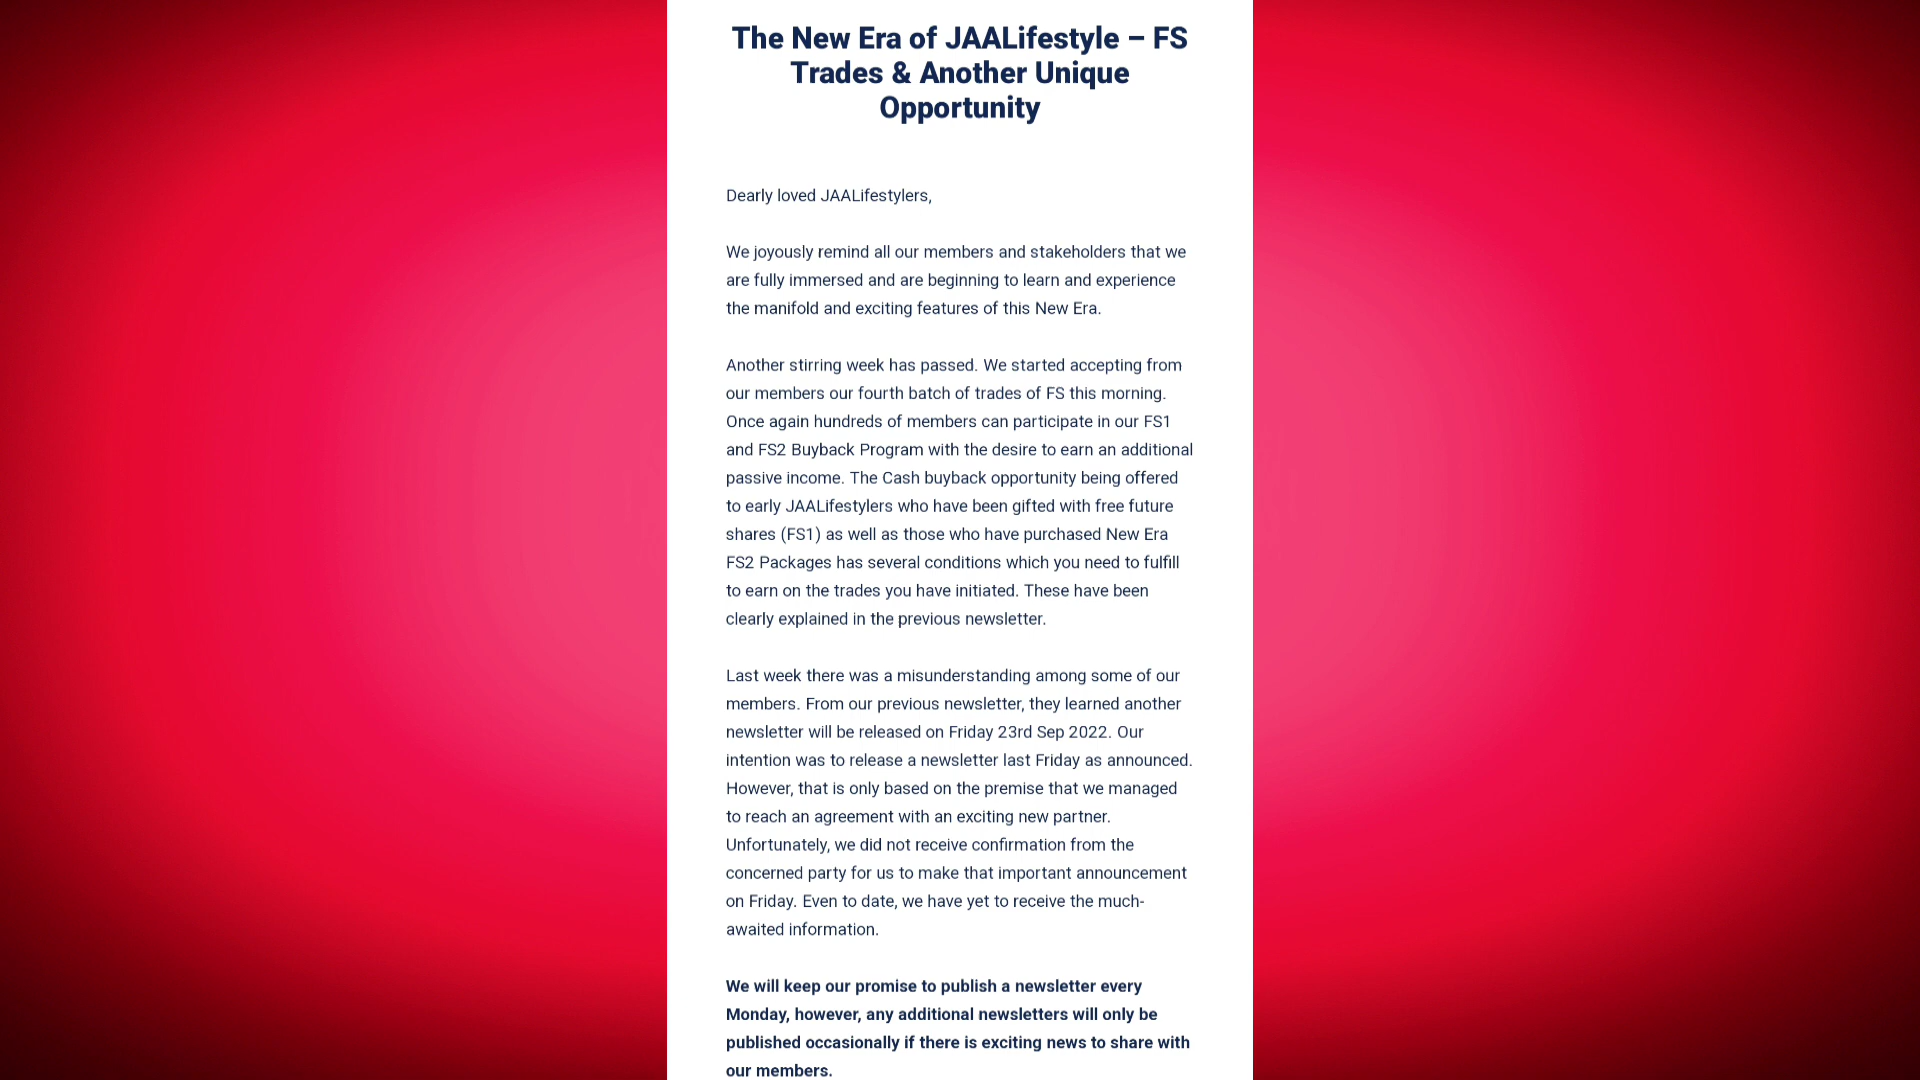 The New Era of JAALifestyle – FS
Trades & Another Unique
Opportunity
Dearly loved JAALifestylers,
We joyously remind all our members and stakeholders that we
are fully immersed and are beginning to learn and experience
the manifold and exciting features of this New Era.
Another stirring week has passed. We started accepting from
our members our fourth batch of trades of FS this morning.
Once again hundreds of members can participate in our FS1
and FS2 Buyback Program with the desire to earn an additional
passive income. The Cash buyback opportunity being offered
to early JAALifestylers who have been gifted with free future
shares (FS1) as well as those who have purchased New Era
FS2 Packages has several conditions which you need to fulfill
to earn on the trades you have initiated. These have been
clearly explained in the previous newsletter.
Last week there was a misunderstanding among some of our
members. From our previous newsletter, they learned another
newsletter will be released on Friday 23rd Sep 2022. Our
intention was to release a newsletter last Friday as announced.
However, that is only based on the premise that we managed
to reach an agreement with an exciting new partner.
Unfortunately, we did not receive confirmation from the
concerned party for us to make that important announcement
on Friday. Even to date, we have yet to receive the much-
awaited information.
We will keep our promise to publish a newsletter every
Monday, however, any additional newsletters will only be
published occasionally if there is exciting news to share with
our members.